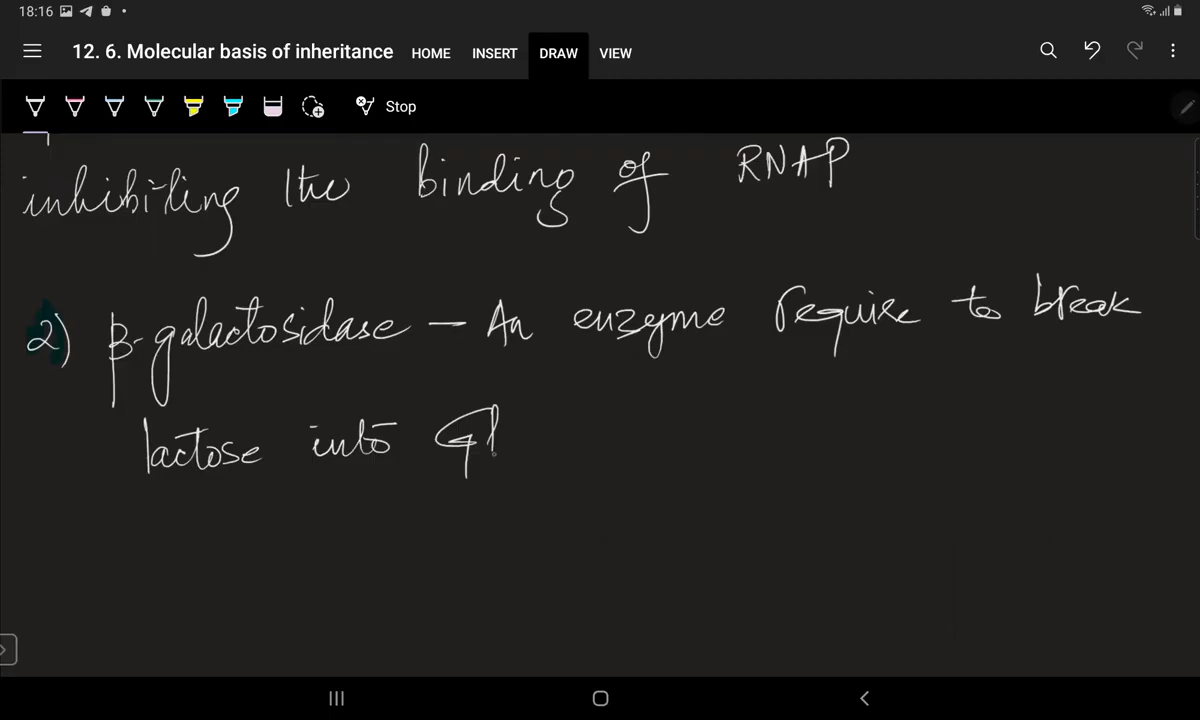 18:16
12. 6. Molecular basis of inheritance HOME INSERT DRAW VIEW
Stop
inhibiting the binding of RNAP
2) β-galactosidase – An enzyme require to break
lactose into Gl